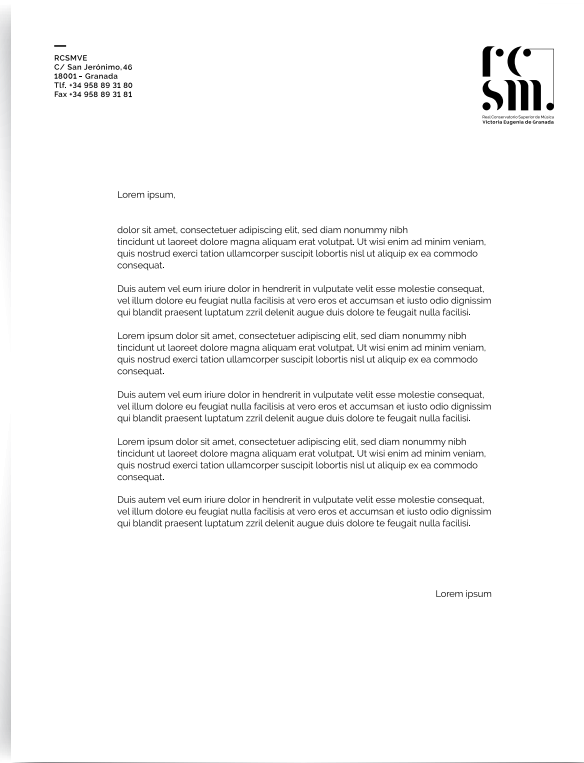 RCSMVE
C/ San Jerónimo,46
18001 – Granada
Tlf. +34 958 89 31 80
Fax +34 958 89 31 81
rc
sm.
Real Conservatorio Superior de Música
Victoria Eugenia de Granada
Lorem ipsum,
dolor sit amet, consectetuer adipiscing elit, sed diam nonummy nibh
tincidunt ut laoreet dolore magna aliquam erat volutpat. Ut wisi enim ad minim veniam,
quis nostrud exerci tation ullamcorper suscipit lobortis nisl ut aliquip ex ea commodo
consequat.
Duis autem vel eum iriure dolor in hendrerit in vulputate velit esse molestie consequat,
vel illum dolore eu feugiat nulla facilisis at vero eros et accumsan et iusto odio dignissim
qui blandit praesent luptatum zzril delenit augue duis dolore te feugait nulla facilisi.
Lorem ipsum dolor sit amet, consectetuer adipiscing elit, sed diam nonummy nibh
tincidunt ut laoreet dolore magna aliquam erat volutpat. Ut wisi enim ad minim veniam,
quis nostrud exerci tation ullamcorper suscipit lobortis nisl ut aliquip ex ea commodo
consequat.
Duis autem vel eum iriure dolor in hendrerit in vulputate velit esse molestie consequat,
vel illum dolore eu feugiat nulla facilisis at vero eros et accumsan et iusto odio dignissim
qui blandit praesent luptatum zzril delenit augue duis dolore te feugait nulla facilisi.
Lorem ipsum dolor sit amet, consectetuer adipiscing elit, sed diam nonummy nibh
tincidunt ut laoreet dolore magna aliquam erat volutpat. Ut wisi enim ad minim veniam,
quis nostrud exerci tation ullamcorper suscipit lobortis nisl ut aliquip ex ea commodo
consequat.
Duis autem vel eum iriure dolor in hendrerit in vulputate velit esse molestie consequat,
vel illum dolore eu feugiat nulla facilisis at vero eros et accumsan et iusto odio dignissim
qui blandit praesent luptatum zzril delenit augue duis dolore te feugait nulla facilisi.
Lorem ipsum